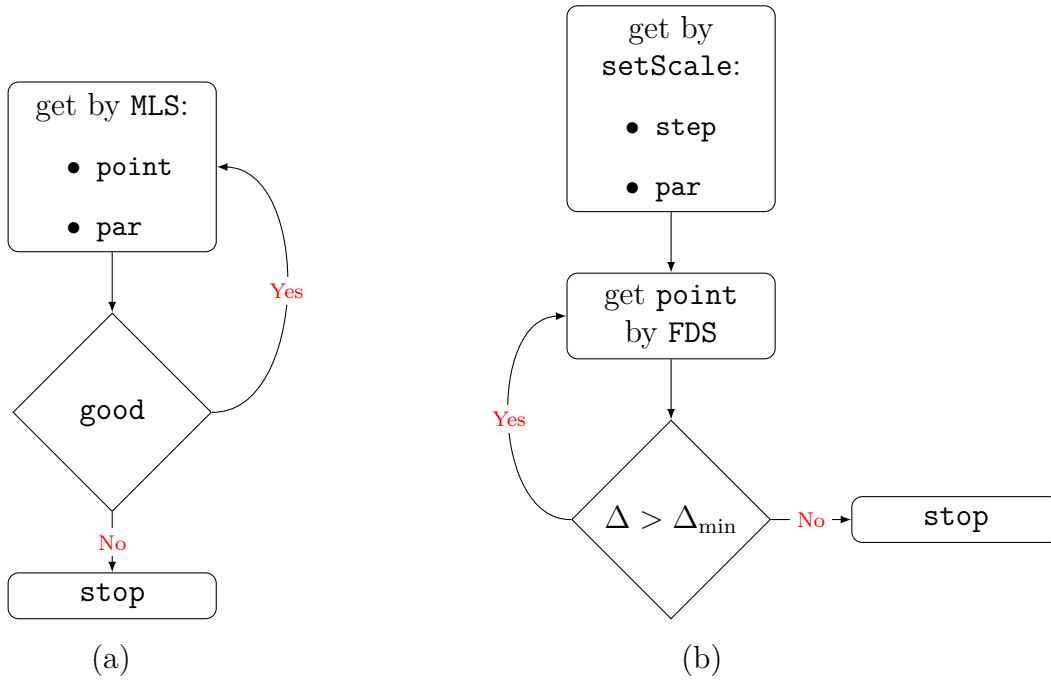 get by MLS:
• point
• par
Yes
good
No
stop
(a)
get by
setScale:
• step
• par
get point
by FDS
Yes
Δ > Δmin
No
stop
(b)